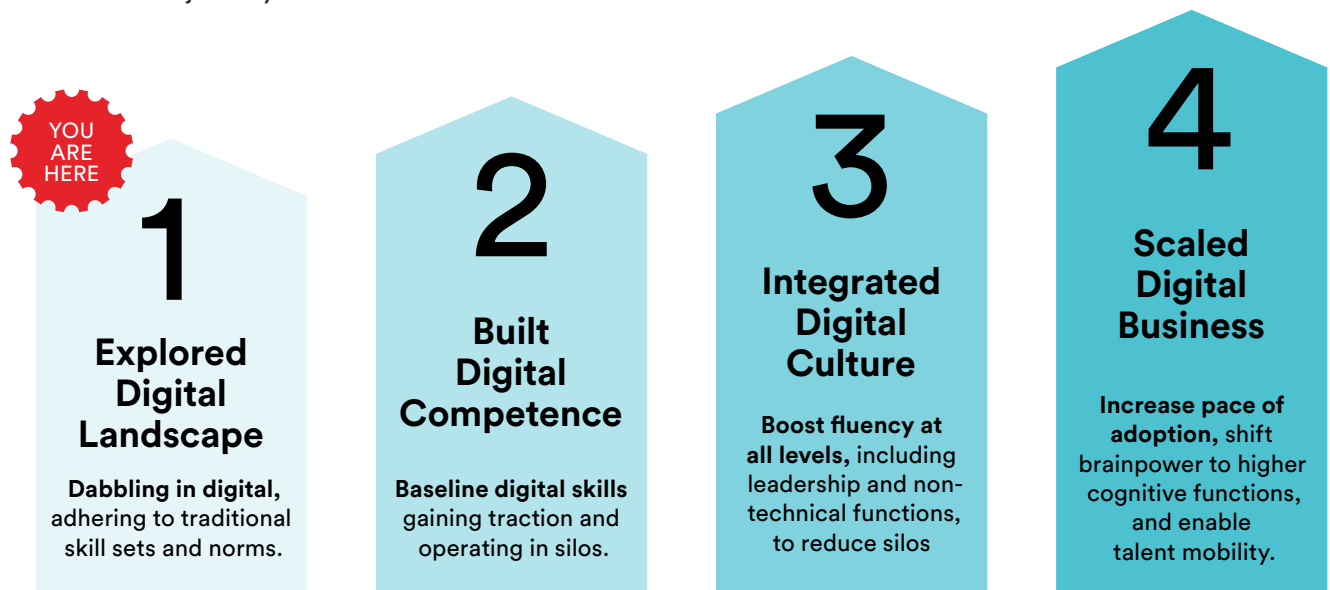 YOU
ARE
HERE
1
Explored
Digital
Landscape
Dabbling in digital,
adhering to traditional
skill sets and norms.
2
Built
Digital
Competence
Baseline digital skills
gaining traction and
operating in silos.
3
Integrated
Digital
Culture
Boost fluency at
all levels, including
leadership and non-
technical functions,
to reduce silos
4
Scaled
Digital
Business
Increase pace of
adoption, shift
brainpower to higher
cognitive functions,
and enable
talent mobility.